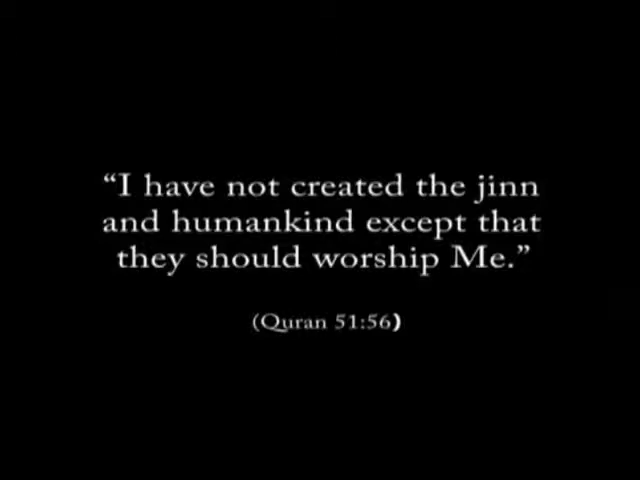 “I have not created the jinn
and humankind except that
they should worship Me.”
(Quran 51:56)